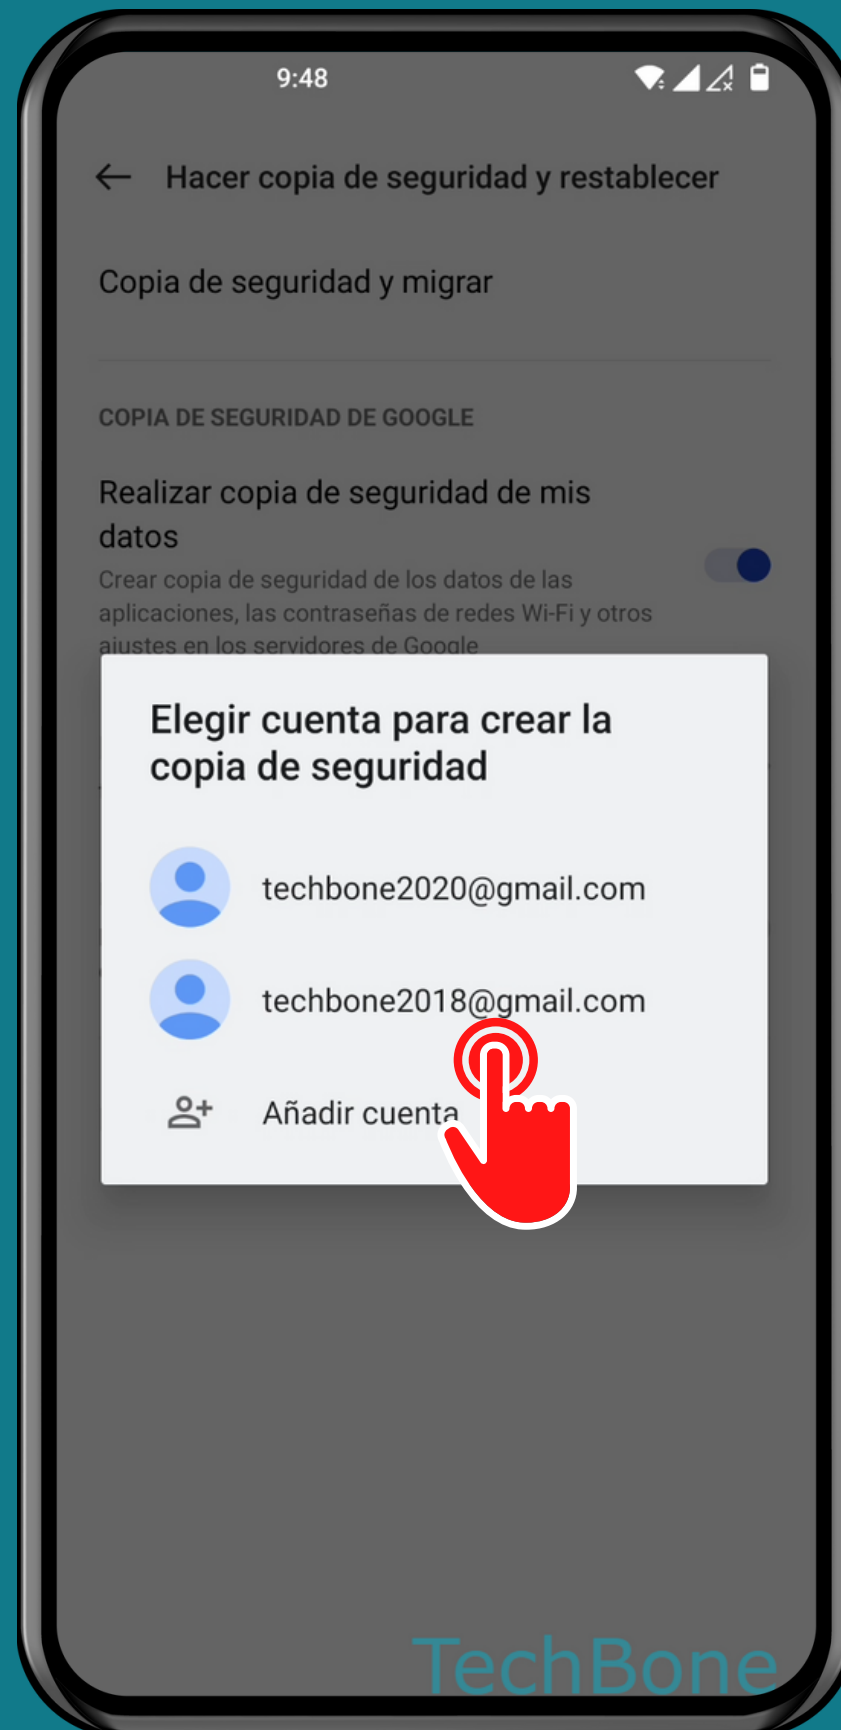 9:48
Hacer copia de seguridad y restablecer
Copia de seguridad y migrar
COPIA DE SEGURIDAD DE GOOGLE
Realizar copia de seguridad de mis
datos
Crear copia de seguridad de los datos de las
aplicaciones, las contraseñas de redes Wi-Fi y otros
ajustes en los servidores de Google
Elegir cuenta para crear la
copia de seguridad
techbone2020@gmail.com
techbone2018@gmail.com
Añadir cuenta
TechBone